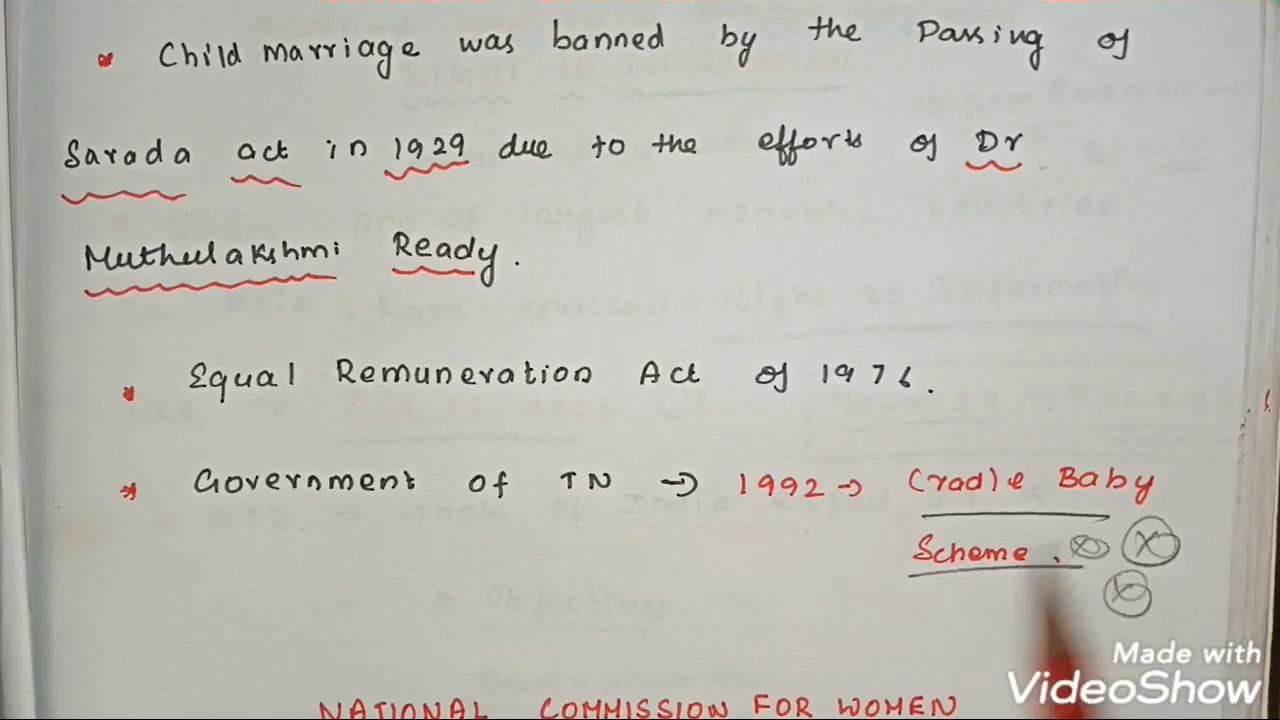 Child marriage was banned by the Passing of
Sarada act in 1929 due to the efforts of Dr
Muthulakshmi Ready.
Equal Remuneration Act of 1976.
Government of TN → 1992 → Cradle Baby
Scheme.
NATIONAL COMMISSION FOR WOMEN
Made with
VideoShow